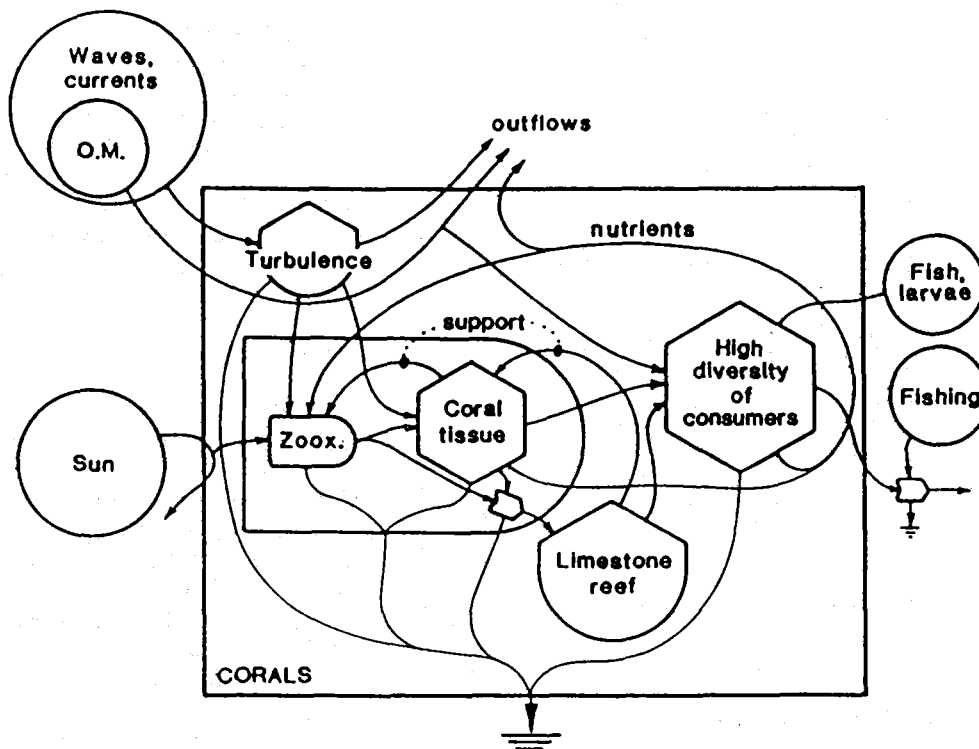 Waves,
currents
O.M.
outflows
Turbulence
nutrients
Fish,
larvae
support
High
diversity
of
consumers
Fishing
Sun
Zoox.
Coral
tissue
Limestone
reef
CORALS